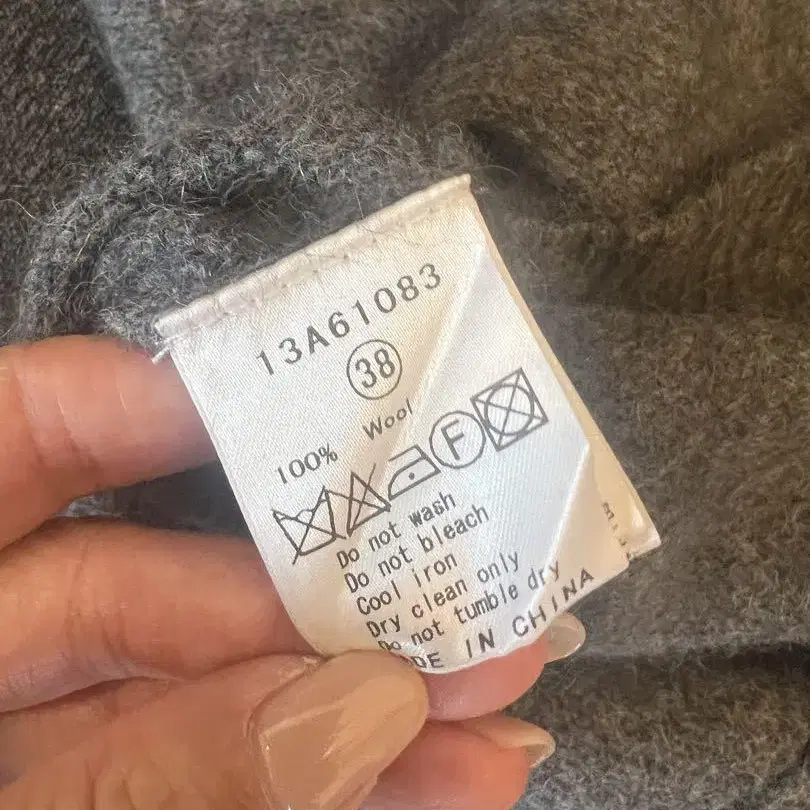 13A61083
38
100% Wool
F
Do not wash
Do not bleach
Cool iron
Dry clean only
Do not tumble dry
IN CHINA